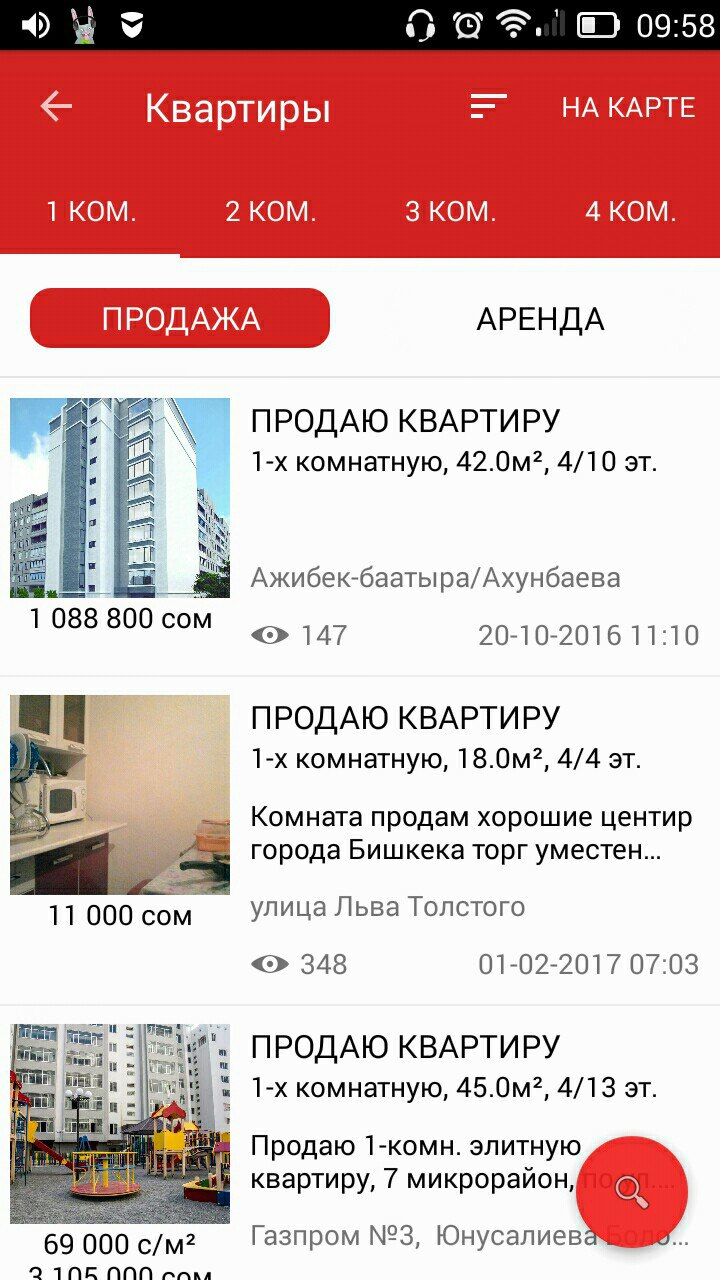 09:58
Квартиры
НА КАРТЕ
1 КОМ.
2 КОМ.
3 КОМ.
4 КОМ.
ПРОДАЖА
АРЕНДА
ПРОДАЮ КВАРТИРУ
1-х комнатную, 42.0м², 4/10 эт.
Ажибек-баатыра/Ахунбаева
1 088 800 сом
147
20-10-2016 11:10
ПРОДАЮ КВАРТИРУ
1-х комнатную, 18.0м², 4/4 эт.
Комната продам хорошие центир
города Бишкека торг уместен...
11 000 сом
улица Льва Толстого
348
01-02-2017 07:03
ПРОДАЮ КВАРТИРУ
1-х комнатную, 45.0м², 4/13 эт.
Продаю 1-комн. элитную
квартиру, 7 микрорайон, по ул....
Газпром №3, Юнусалиева Бодо...
69 000 с/м²
3 105 000 сом